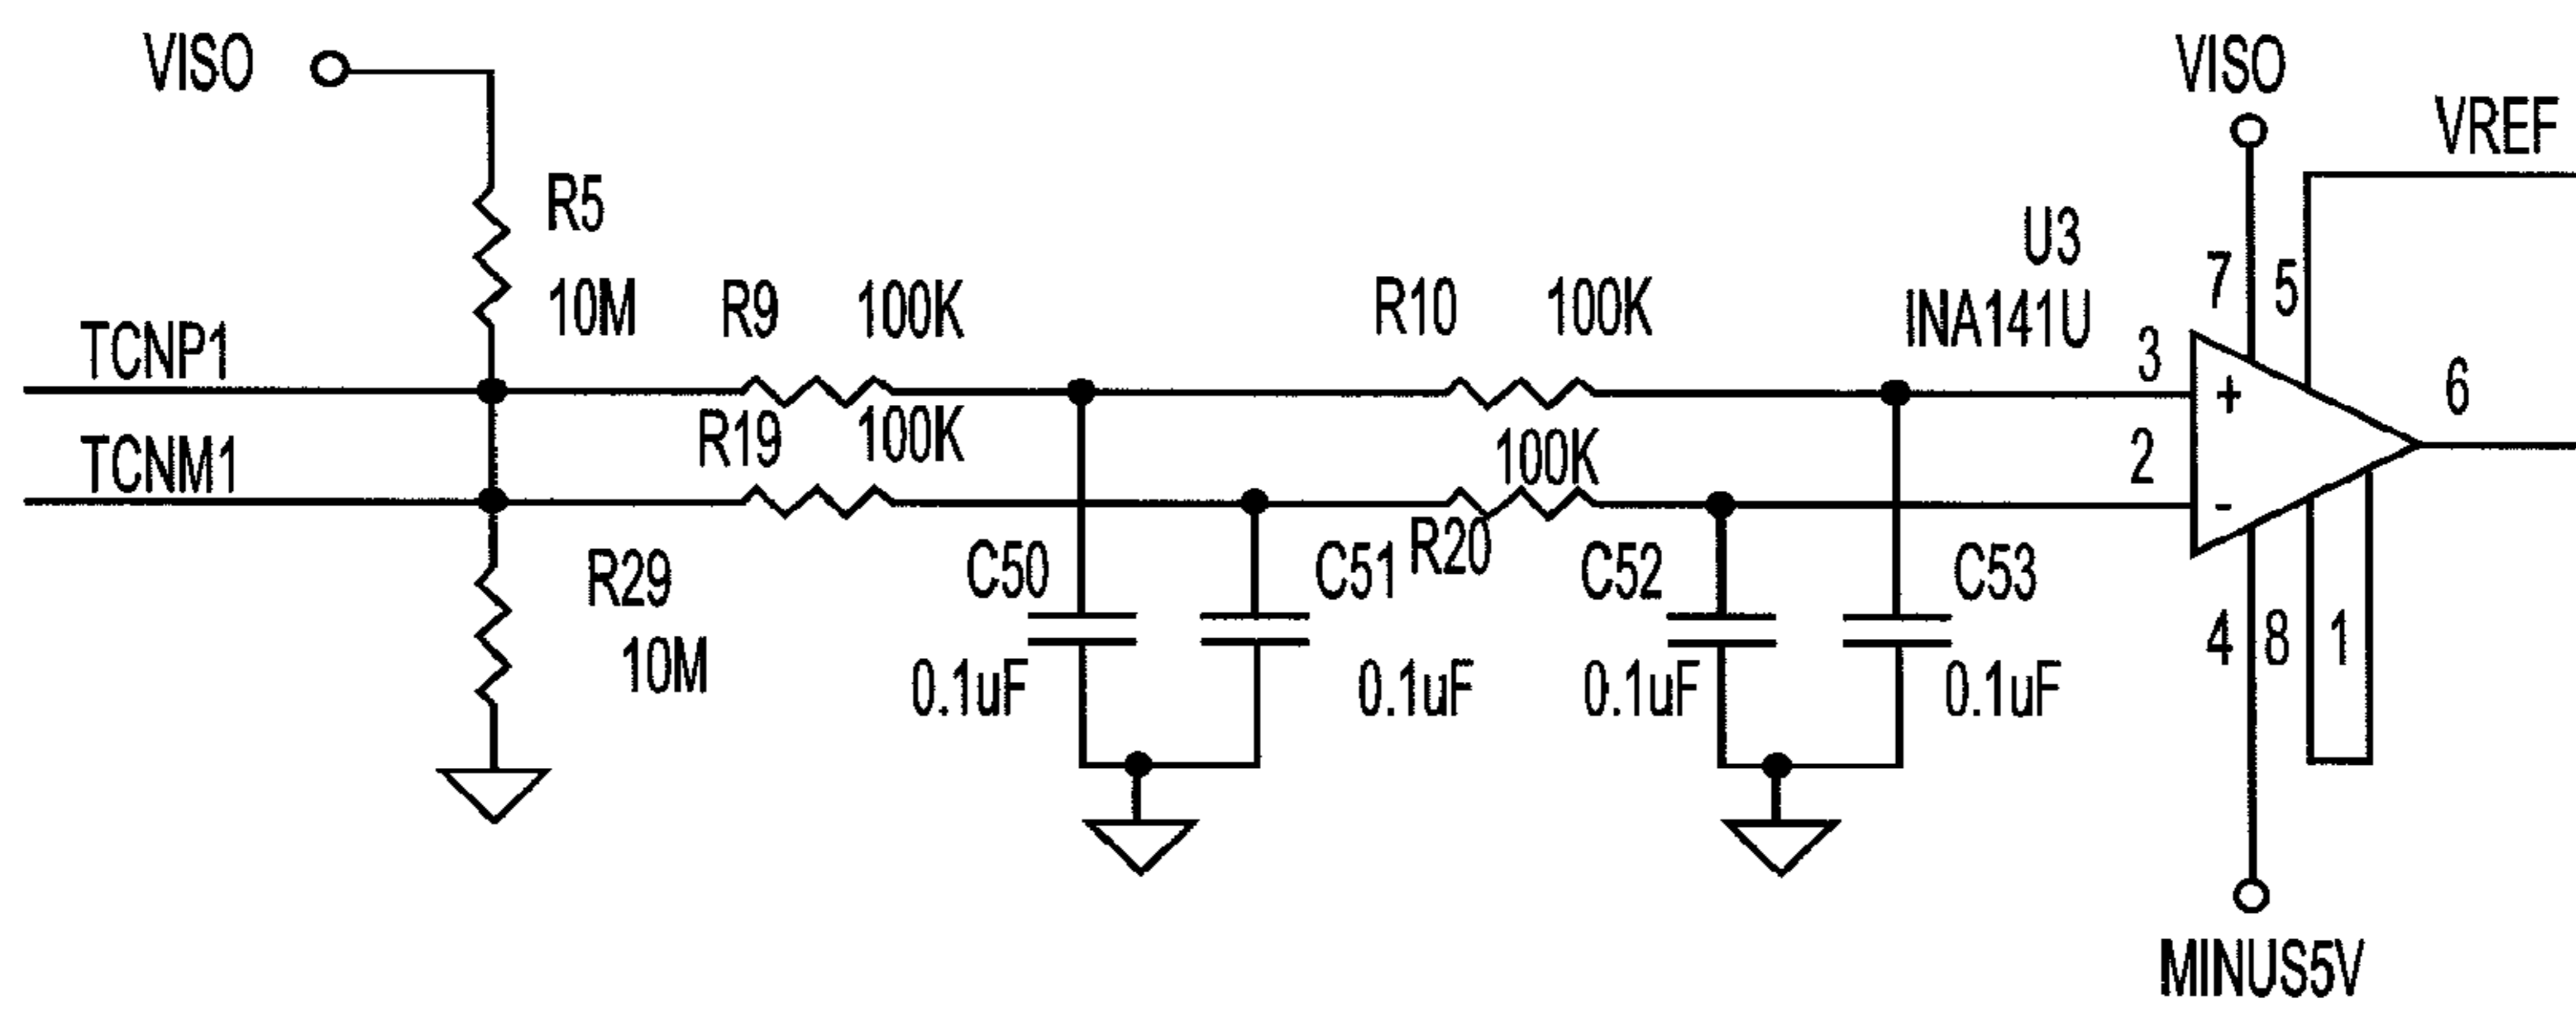 VISO
VISO
VREF
R5
U3
10M
R9
100K
R10
100K
INA141U
7
5
TCNP1
3
+
6
R19
100K
TCNM1
100K
2
-
R29
C50
C51
R20
C52
C53
10M
0.1uF
0.1uF
0.1uF
0.1uF
4
8
1
MINUS5V